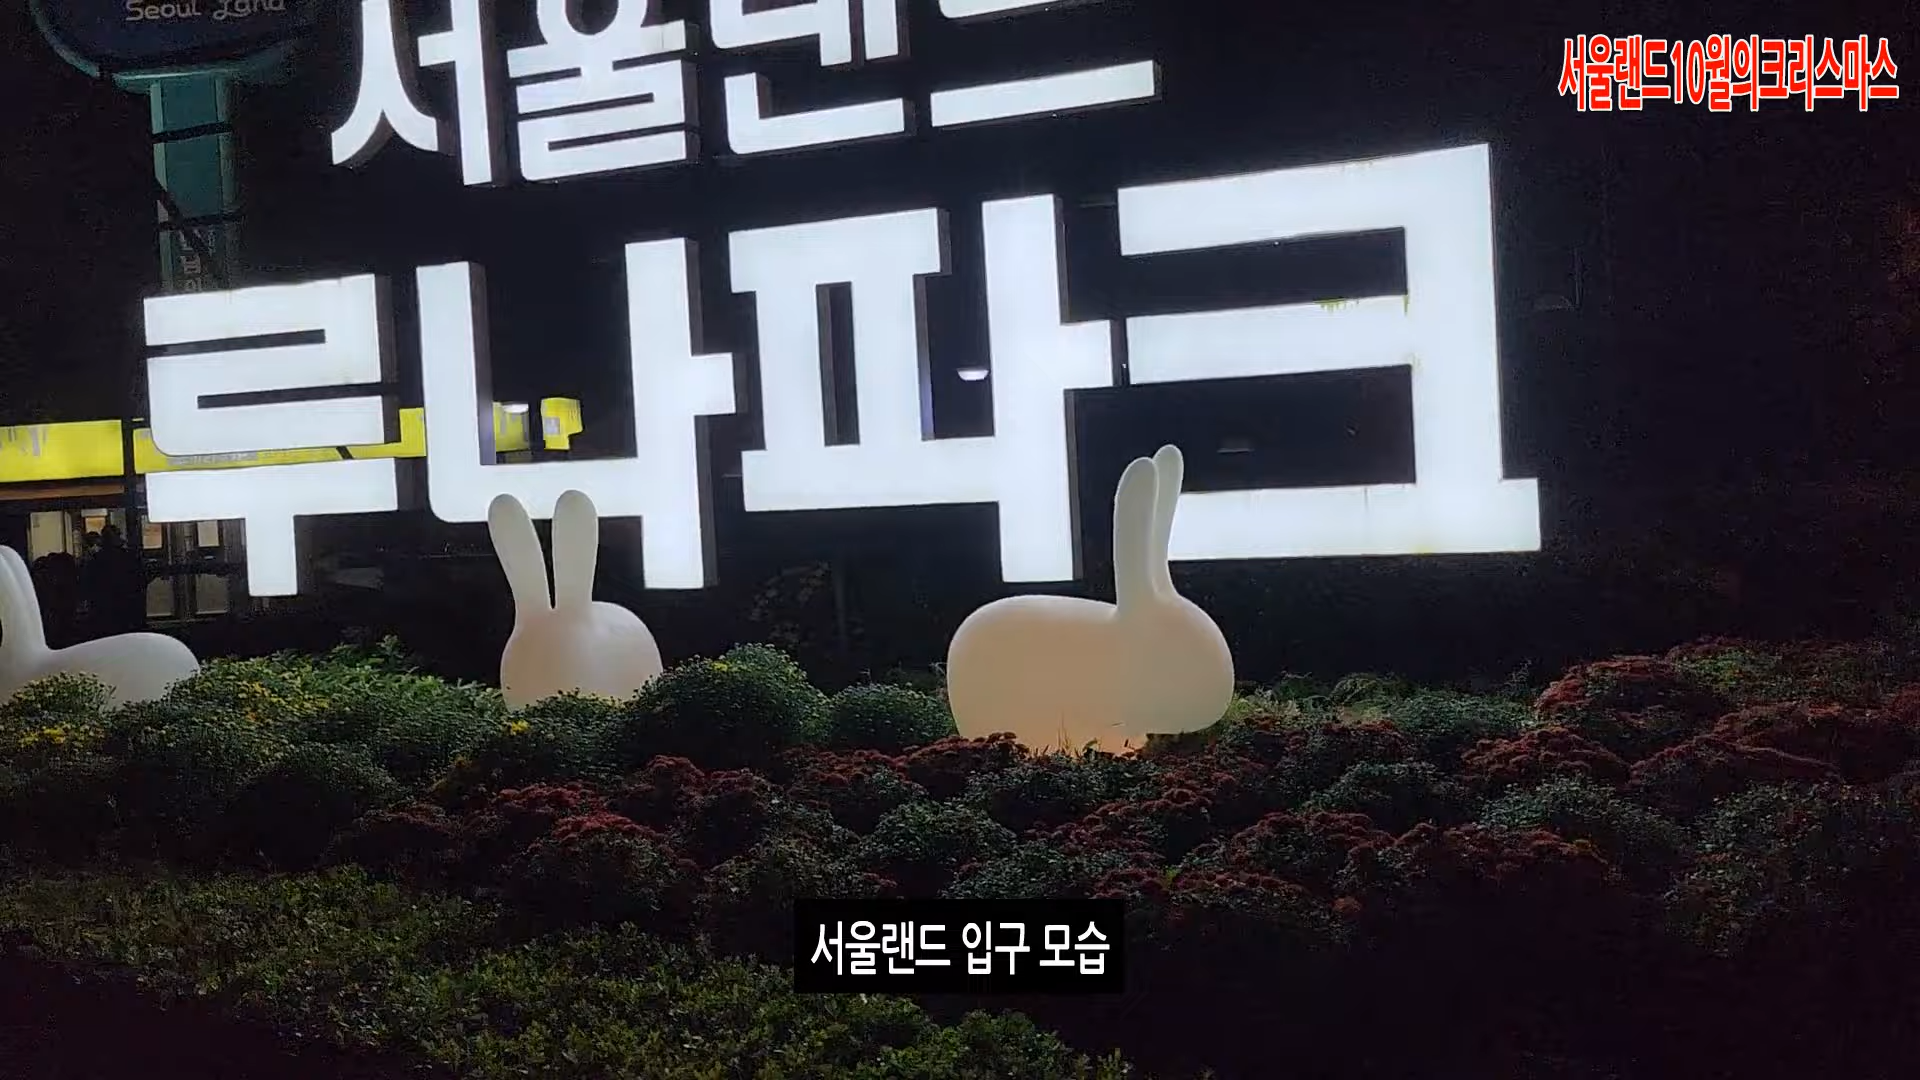 Seoul Land
서울랜드10월의크리스마스
서울랜드
루나파크
서울랜드 입구 모습